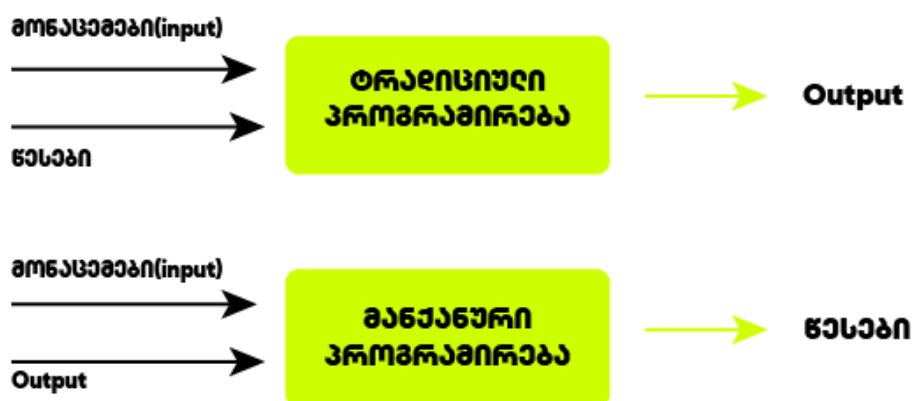 მონაცემები(input)
ტრადიციული
პროგრამირება
Output
წესები
მონაცემები(input)
მანქანური
პროგრამირება
წესები
Output